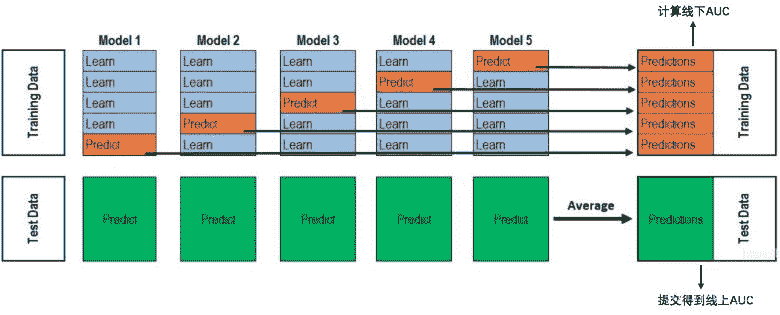 计算线下AUC
Model 1 Model 2 Model 3 Model 4 Model 5
Training Data
Learn Learn Learn Learn Predict Predictions
Learn Learn Learn Predict Learn Predictions
Learn Learn Predict Learn Learn Predictions
Learn Predict Learn Learn Learn Predictions
Predict Learn Learn Learn Learn Predictions
Training Data
Test Data
Predict Predict Predict Predict Predict
Average
Predictions
Test Data
提交得到线上AUC